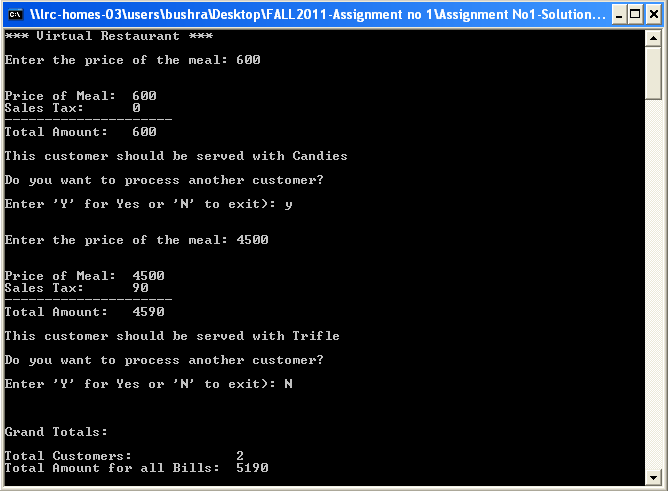 \\lrc-homes-03\users\bushra\Desktop\FALL2011-Assignment no 1\Assignment No1-Solution...
*** Virtual Restaurant ***
Enter the price of the meal: 600
Price of Meal: 600
Sales Tax: 0
---------------------
Total Amount: 600
This customer should be served with Candies
Do you want to process another customer?
Enter 'Y' for Yes or 'N' to exit): y
Enter the price of the meal: 4500
Price of Meal: 4500
Sales Tax: 90
---------------------
Total Amount: 4590
This customer should be served with Trifle
Do you want to process another customer?
Enter 'Y' for Yes or 'N' to exit): N
Grand Totals:
Total Customers: 2
Total Amount for all Bills: 5190